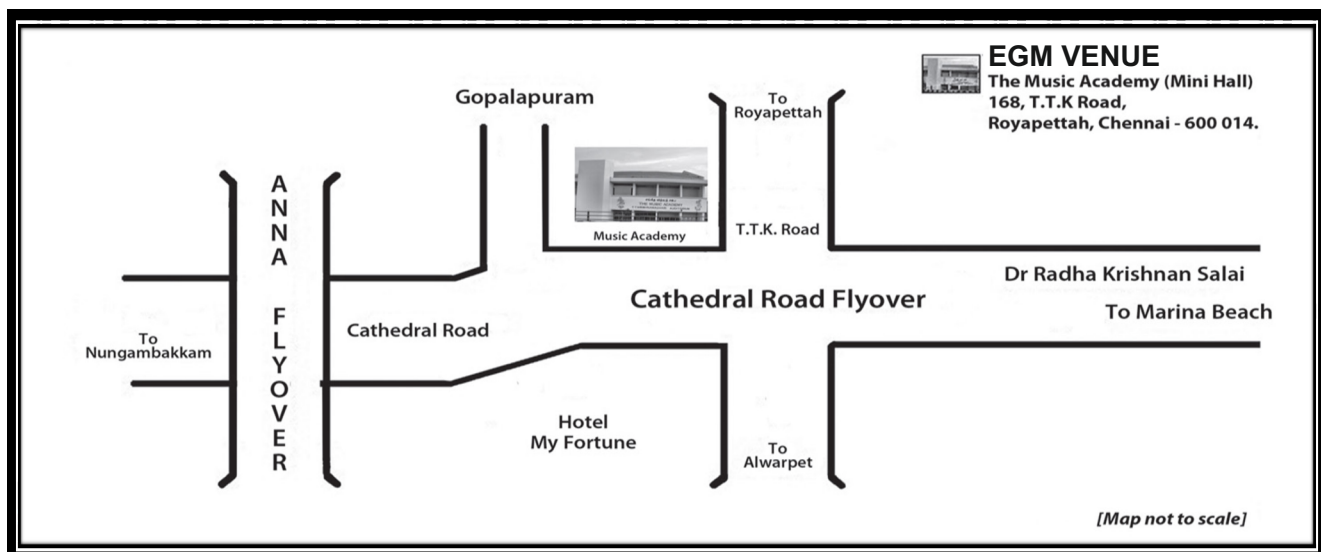 EGM VENUE
The Music Academy (Mini Hall)
168, T.T.K Road,
Royapettah, Chennai - 600 014.
Gopalapuram
To
Royapettah
ANNA FLYOVER
Music Academy
T.T.K. Road
Dr Radha Krishnan Salai
Cathedral Road Flyover
To Marina Beach
Cathedral Road
To
Nungambakkam
Hotel
My Fortune
To
Alwarpet
[Map not to scale]